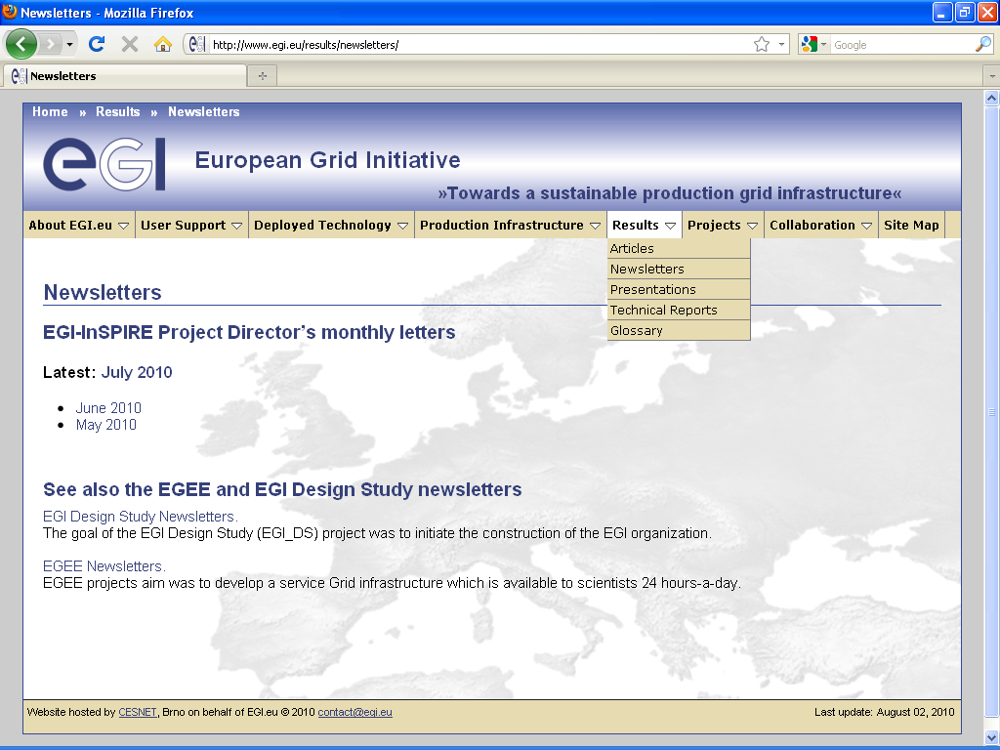 Newsletters - Mozilla Firefox
http://www.egi.eu/results/newsletters/
Google
Newsletters
Home » Results » Newsletters
eGI European Grid Initiative
»Towards a sustainable production grid infrastructure«
About EGI.eu User Support Deployed Technology Production Infrastructure Results Projects Collaboration Site Map
Articles
Newsletters
Presentations
Technical Reports
Glossary
Newsletters
EGI-InSPIRE Project Director's monthly letters
Latest: July 2010
• June 2010
• May 2010
See also the EGEE and EGI Design Study newsletters
EGI Design Study Newsletters.
The goal of the EGI Design Study (EGI_DS) project was to initiate the construction of the EGI organization.
EGEE Newsletters.
EGEE projects aim was to develop a service Grid infrastructure which is available to scientists 24 hours-a-day.
Website hosted by CESNET, Brno on behalf of EGI.eu © 2010 contact@egi.eu
Last update: August 02, 2010